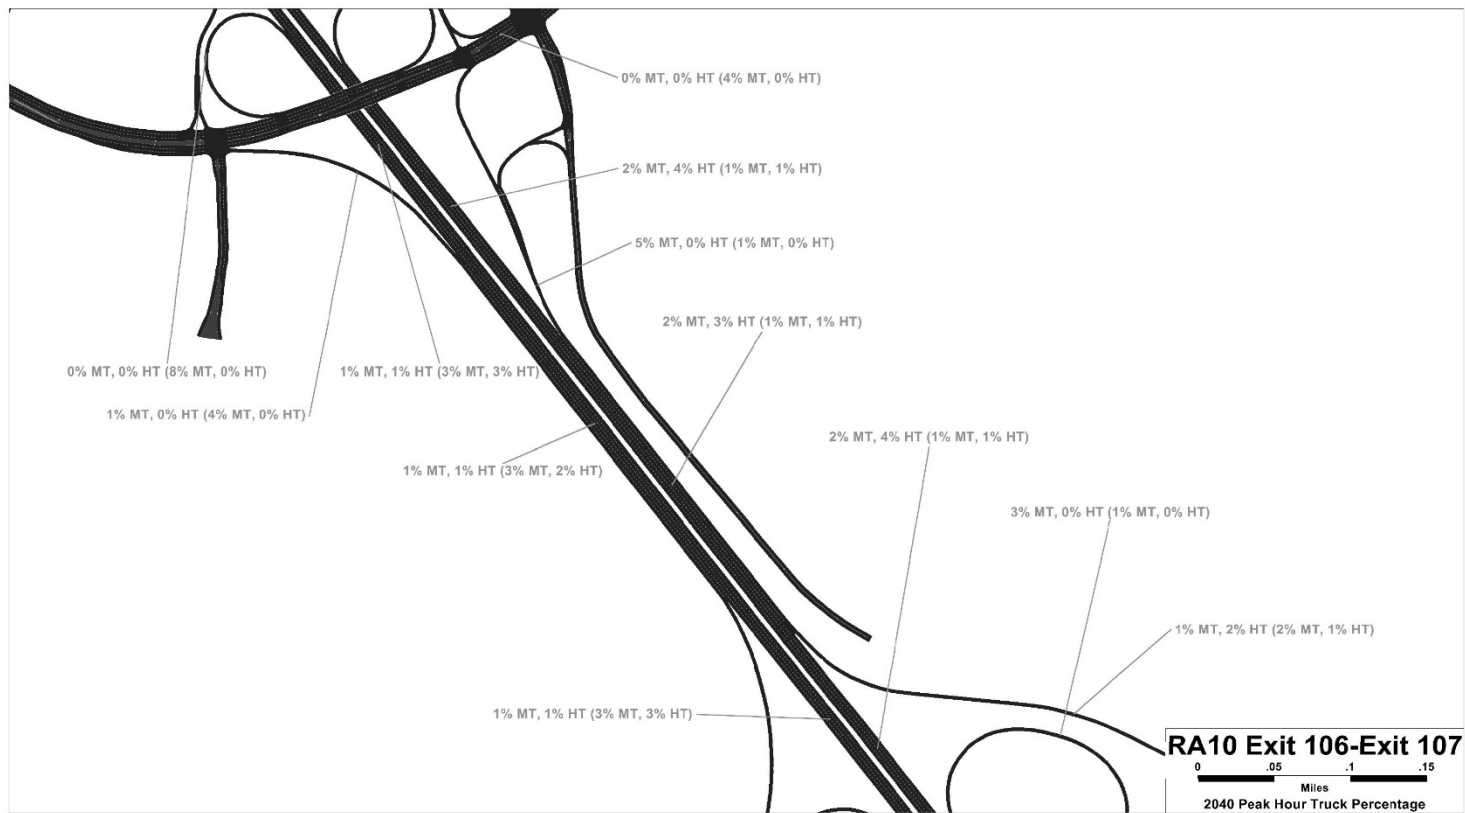 0% MT, 0% HT (4% MT, 0% HT)
2% MT, 4% HT (1% MT, 1% HT)
5% MT, 0% HT (1% MT, 0% HT)
2% MT, 3% HT (1% MT, 1% HT)
0% MT, 0% HT (8% MT, 0% HT)
1% MT, 1% HT (3% MT, 3% HT)
1% MT, 0% HT (4% MT, 0% HT)
2% MT, 4% HT (1% MT, 1% HT)
1% MT, 1% HT (3% MT, 2% HT)
3% MT, 0% HT (1% MT, 0% HT)
1% MT, 2% HT (2% MT, 1% HT)
1% MT, 1% HT (3% MT, 3% HT)
RA10 Exit 106-Exit 107
0 .05 .1 .15
Miles
2040 Peak Hour Truck Percentage